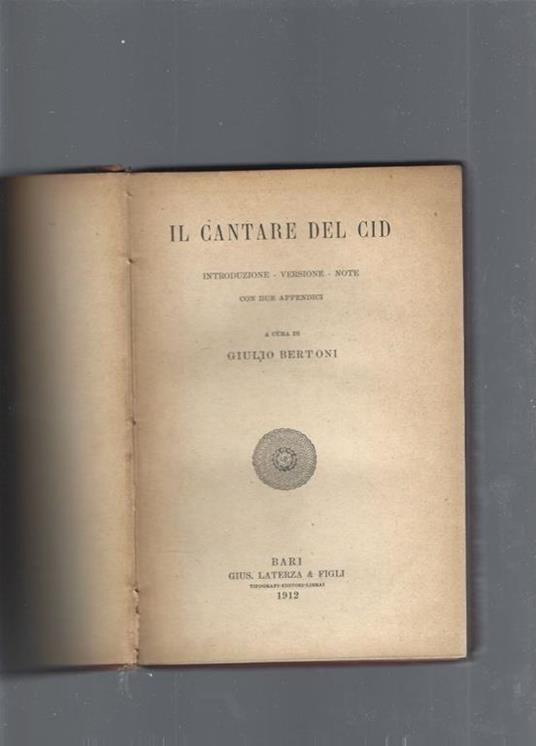 IL CANTARE DEL CID
INTRODUZIONE - VERSIONE - NOTE
CON DUE APPENDICI
A CURA DI
GIULIO BERTONI
BARI
GIUS. LATERZA & FIGLI
TIPOGRAFI-EDITORI-LIBRAI
1912